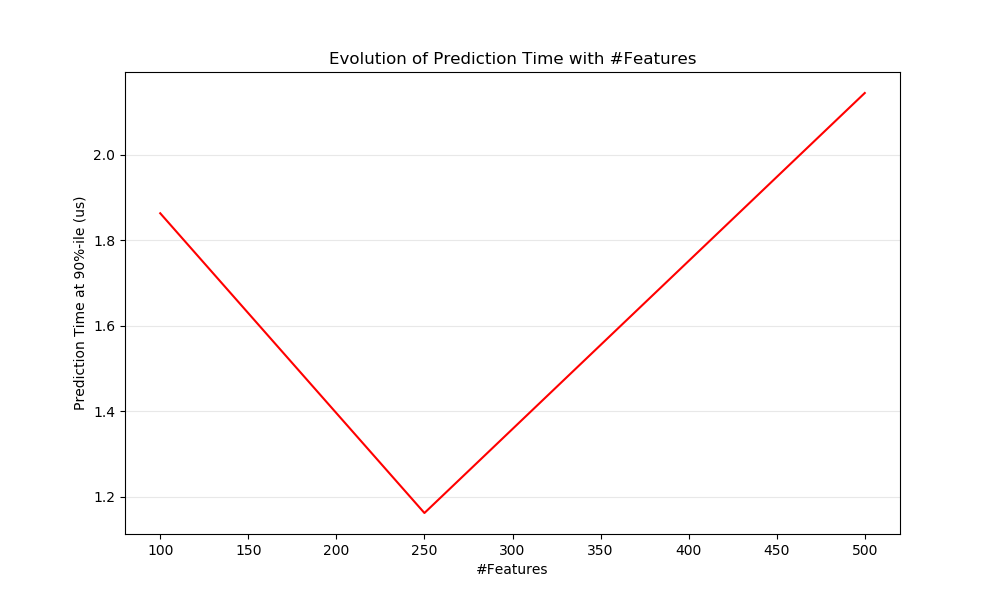 Evolution of Prediction Time with #Features
Prediction Time at 90%-ile (us)
2.0
1.8
1.6
1.4
1.2
100 150 200 250 300 350 400 450 500
#Features